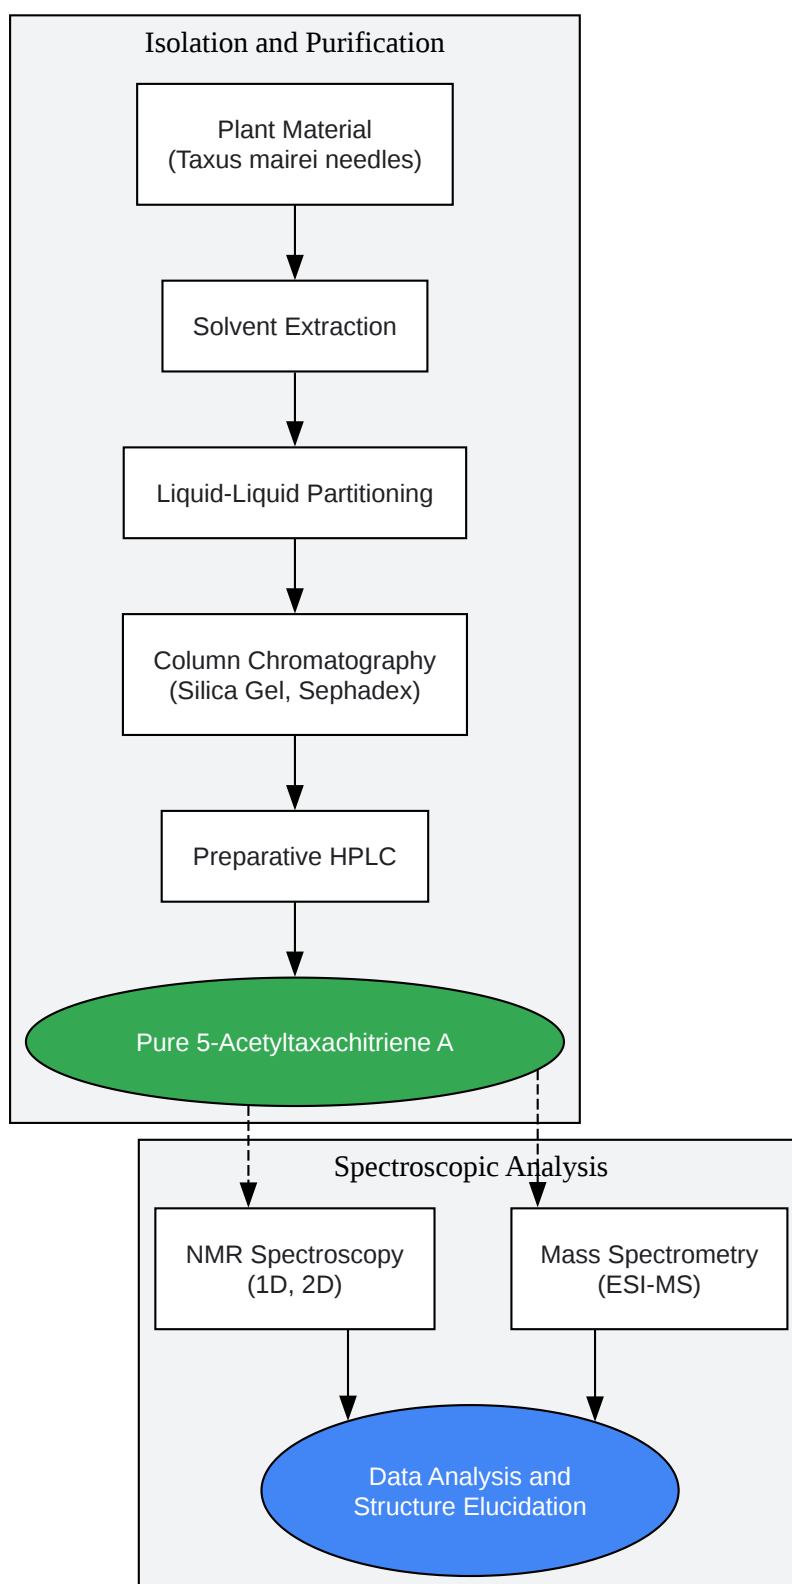 Isolation and Purification
Plant Material
(Taxus mairei needles)
Solvent Extraction
Liquid-Liquid Partitioning
Column Chromatography
(Silica Gel, Sephadex)
Preparative HPLC
Pure 5-Acetyltaxachitriene A
Spectroscopic Analysis
NMR Spectroscopy
(1D, 2D)
Mass Spectrometry
(ESI-MS)
Data Analysis and
Structure Elucidation